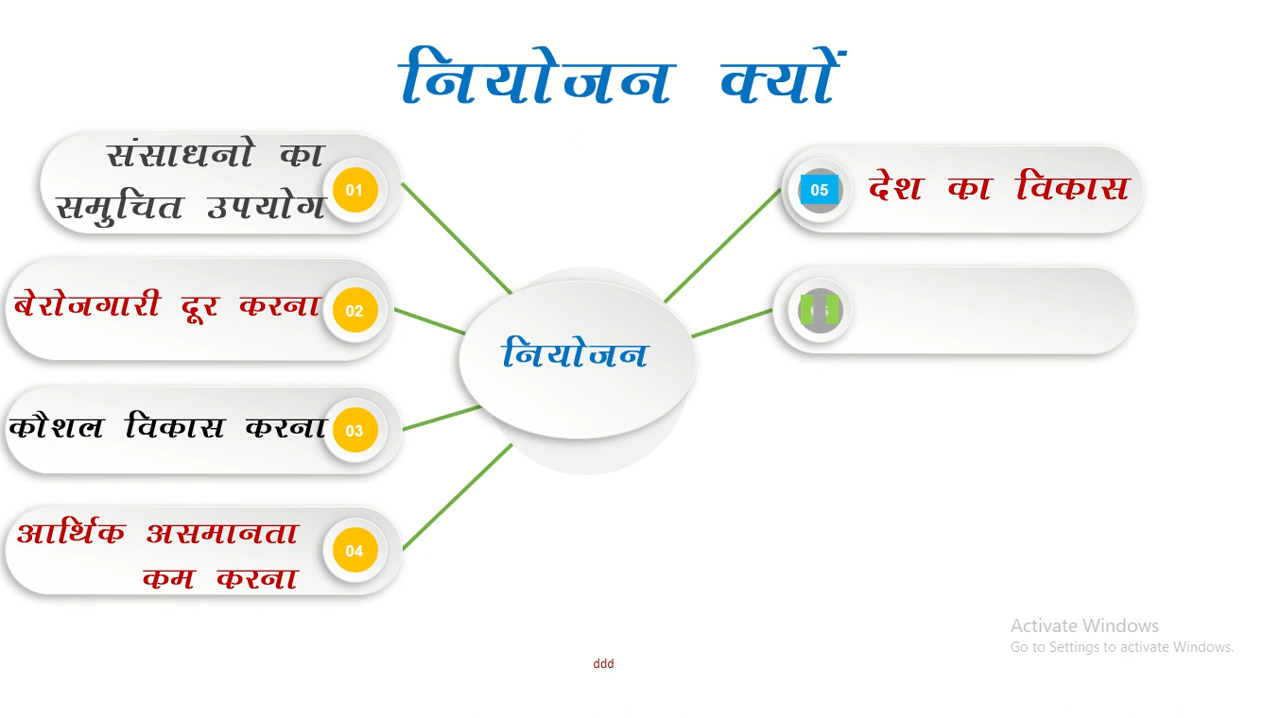 नियोजन क्यों
संसाधनो का
समुचित उपयोग
01
बेरोजगारी दूर करना
02
कौशल विकास करना
03
आर्थिक असमानता
कम करना
04
नियोजन
05
देश का विकास
Activate Windows
Go to Settings to activate Windows.
ddd